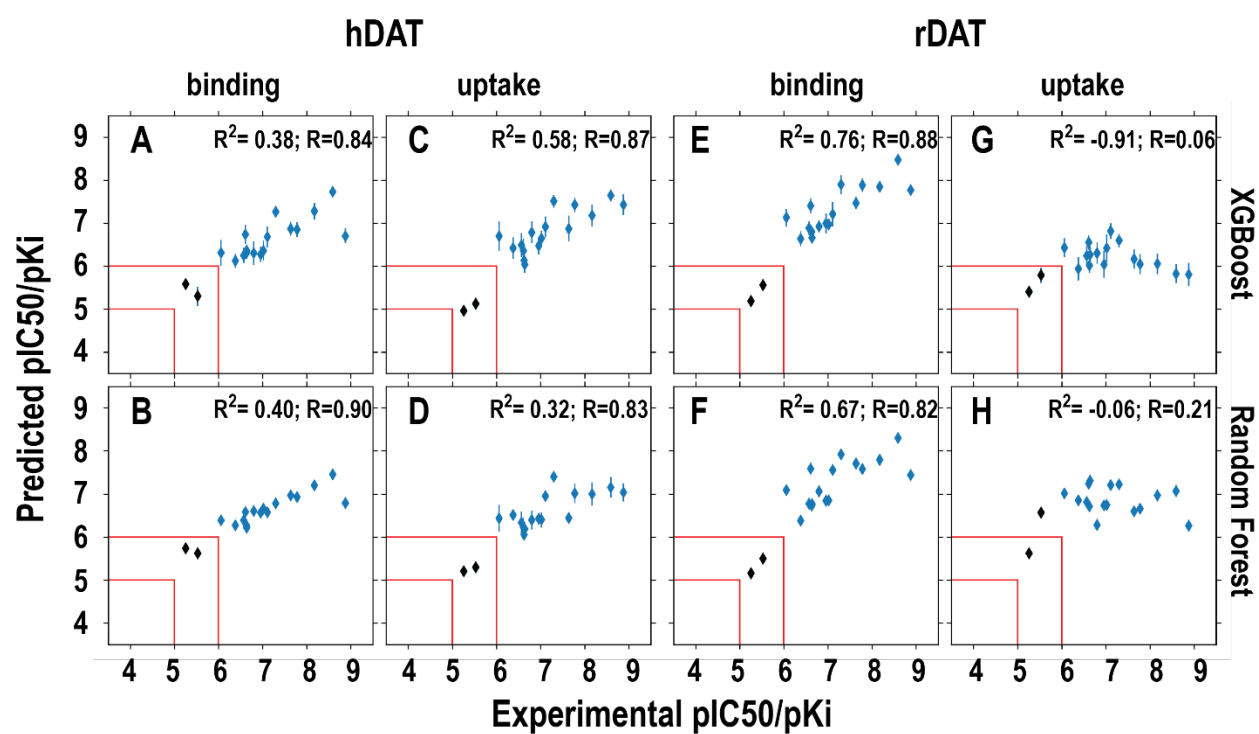 hDAT rDAT
binding uptake binding uptake
A R²= 0.38; R=0.84
C R²= 0.58; R=0.87
E R²= 0.76; R=0.88
G R²= -0.91; R=0.06
9
8
7
6
5
4
XGBoost
B R²= 0.40; R=0.90
D R²= 0.32; R=0.83
F R²= 0.67; R=0.82
H R²= -0.06; R=0.21
9
8
7
6
5
4
Random Forest
Predicted pIC50/pKi
4 5 6 7 8 9 4 5 6 7 8 9 4 5 6 7 8 9 4 5 6 7 8 9
Experimental pIC50/pKi